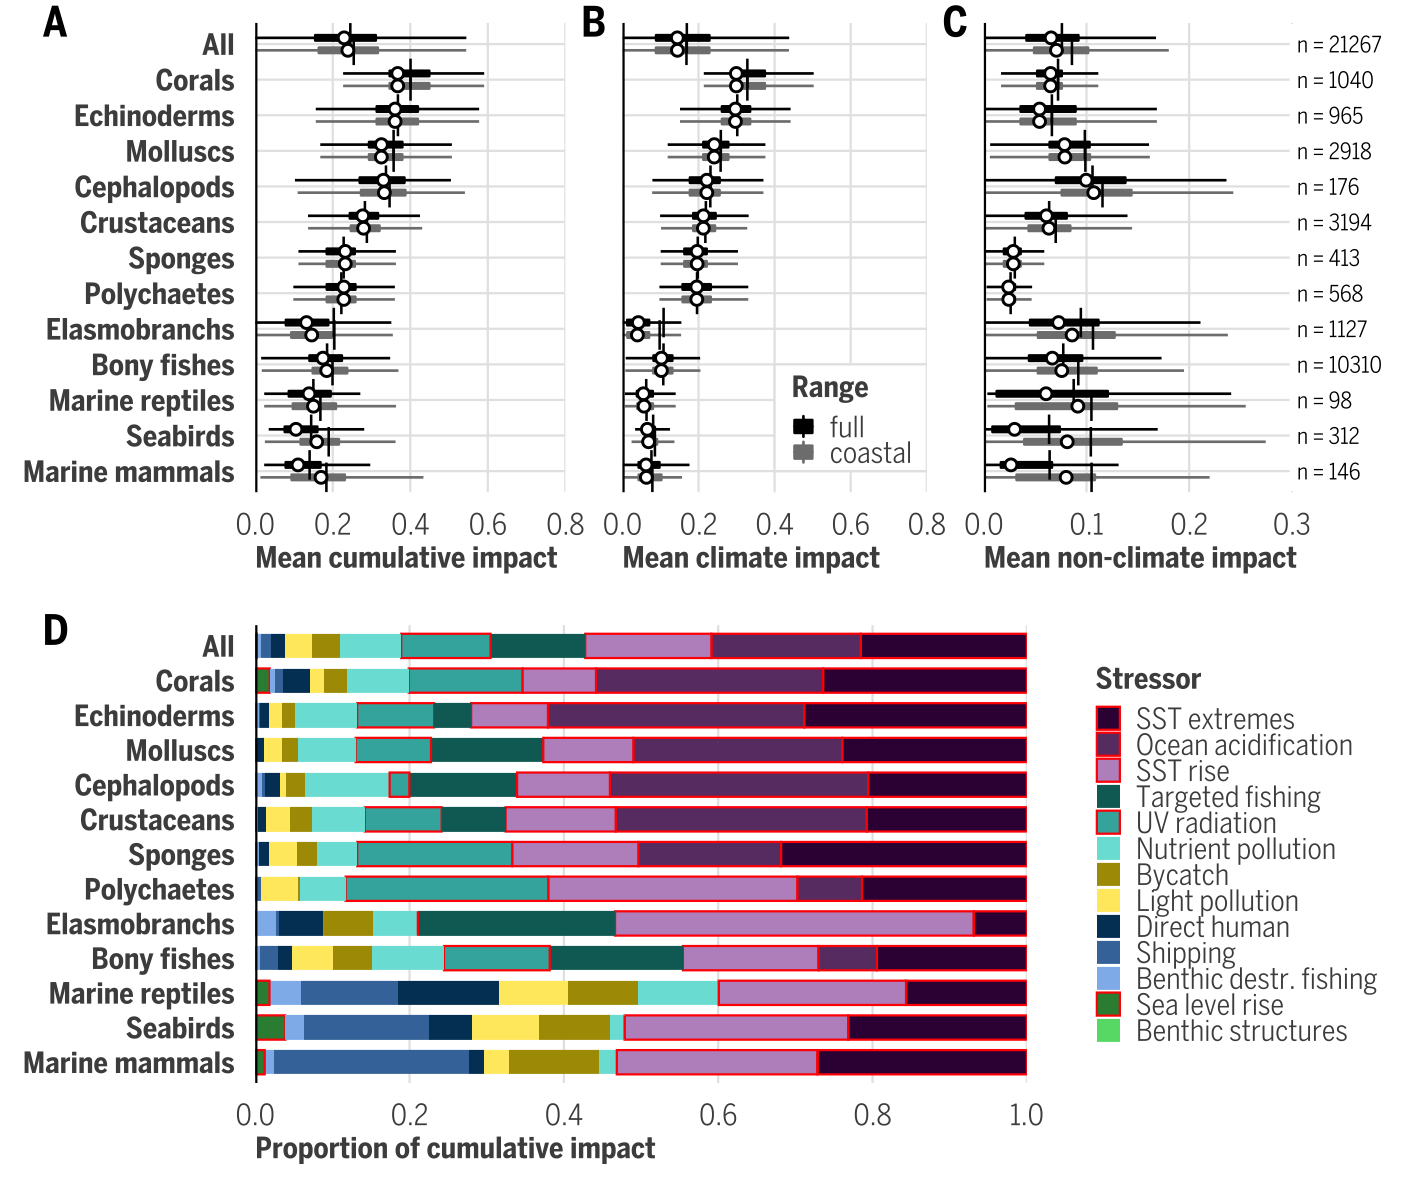 A
B
C
All
Corals
Echinoderms
Molluscs
Cephalopods
Crustaceans
Sponges
Polychaetes
Elasmobranchs
Bony fishes
Marine reptiles
Seabirds
Marine mammals
n = 21267
n = 1040
n = 965
n = 2918
n = 176
n = 3194
n = 413
n = 568
n = 1127
n = 10310
n = 98
n = 312
n = 146
Range
full
coastal
0.0 0.2 0.4 0.6 0.8
Mean cumulative impact
0.0 0.2 0.4 0.6 0.8
Mean climate impact
0.0 0.1 0.2 0.3
Mean non-climate impact
D
All
Corals
Echinoderms
Molluscs
Cephalopods
Crustaceans
Sponges
Polychaetes
Elasmobranchs
Bony fishes
Marine reptiles
Seabirds
Marine mammals
0.0 0.2 0.4 0.6 0.8 1.0
Proportion of cumulative impact
Stressor
SST extremes
Ocean acidification
SST rise
Targeted fishing
UV radiation
Nutrient pollution
Bycatch
Light pollution
Direct human
Shipping
Benthic destr. fishing
Sea level rise
Benthic structures